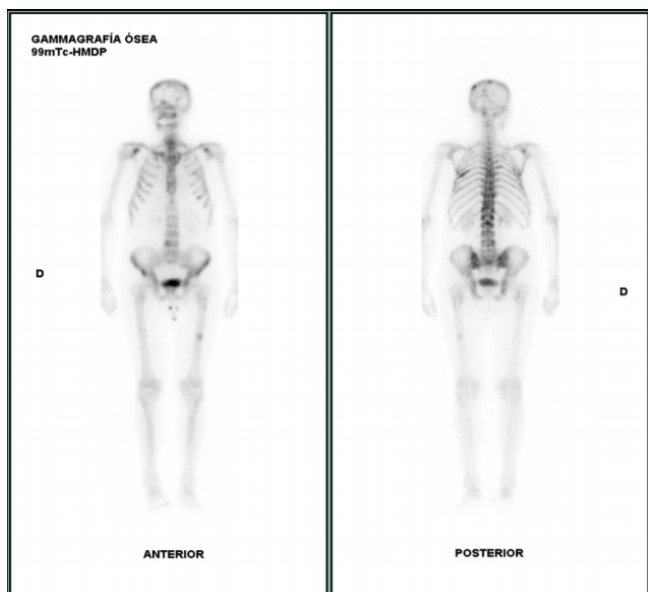 GAMMAGRAFÍA ÓSEA
99mTc-HMDP
D
D
ANTERIOR
POSTERIOR